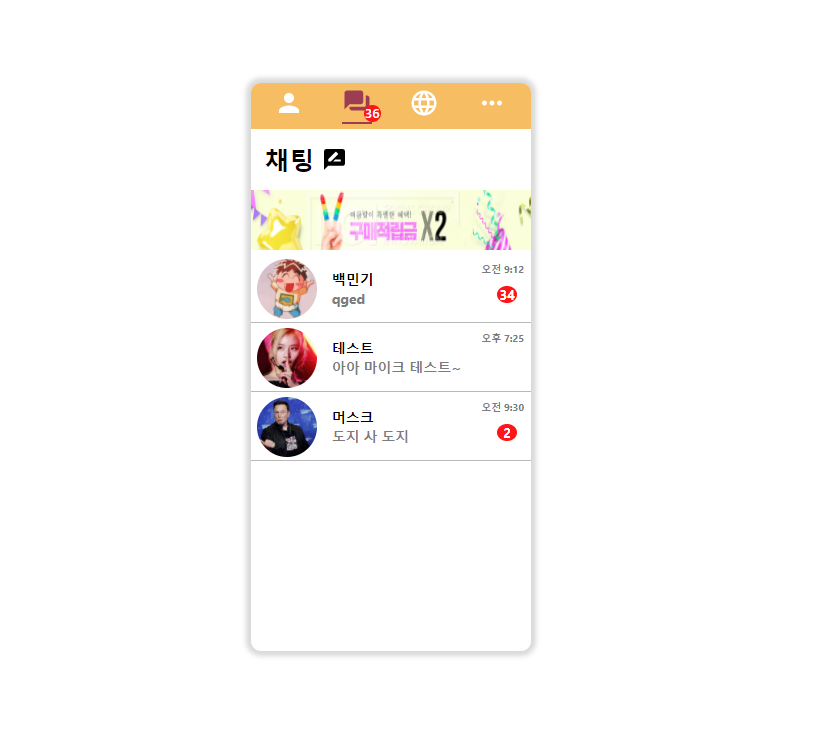 36
채팅
구매적립금 X2
오전 9:12
백민기
34
qged
오후 7:25
테스트
아아 마이크 테스트~
오전 9:30
머스크
2
도지 사 도지